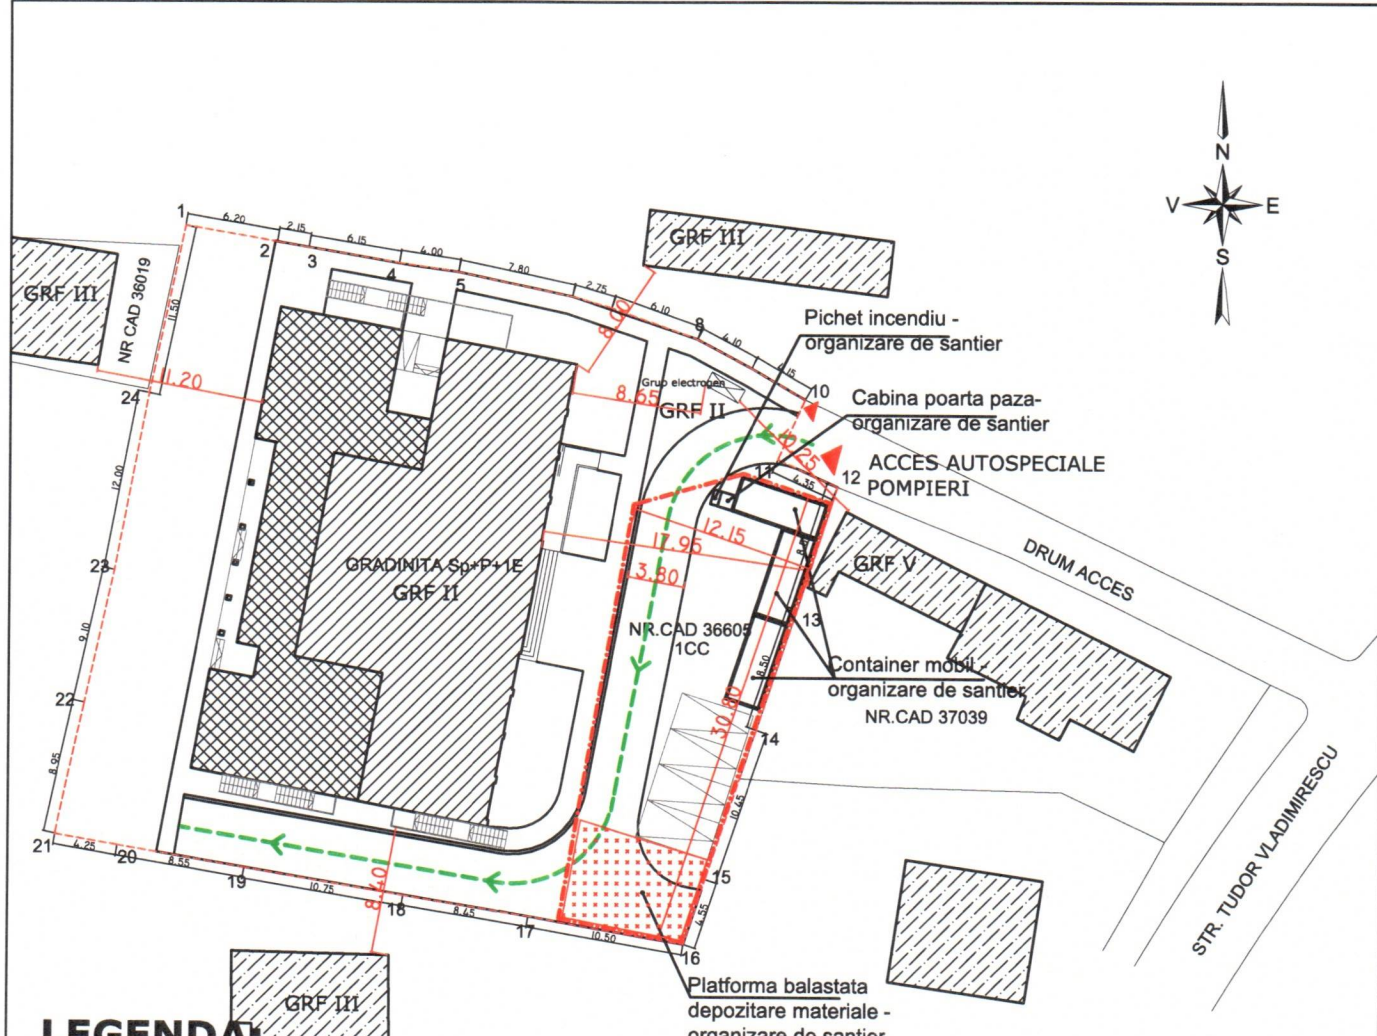 N
V
E
S
1
6.20
2
2.15
3
6.15
4
4.00
5
7.80
2.75
6.10
8
4.10
6.15
10
GRF III
GRF III
NR CAD 36019
11.50
11.20
24
8.00
Pichet incendiu -
organizare de santier
Grup electrogen
8.65
GRF II
Cabina poarta paza-
organizare de santier
10.25
ACCES AUTOSPECIALE
POMPIERI
11
4.35
12
12.00
12.15
17.95
3.80
GRADINITA Sp+P+1E
GRF II
GRF V
DRUM ACCES
23
9.10
NR.CAD 36605
1CC
13
Container mobil -
organizare de santier
NR.CAD 37039
8.50
30.80
22
14
8.95
10.45
STR. TUDOR VLADIMIRESCU
21
4.25
20
8.55
19
10.75
8.40
18
8.45
17
10.50
15
4.55
16
GRF III
Platforma balastata
depozitare materiale -
organizare de santier
LEGENDA: